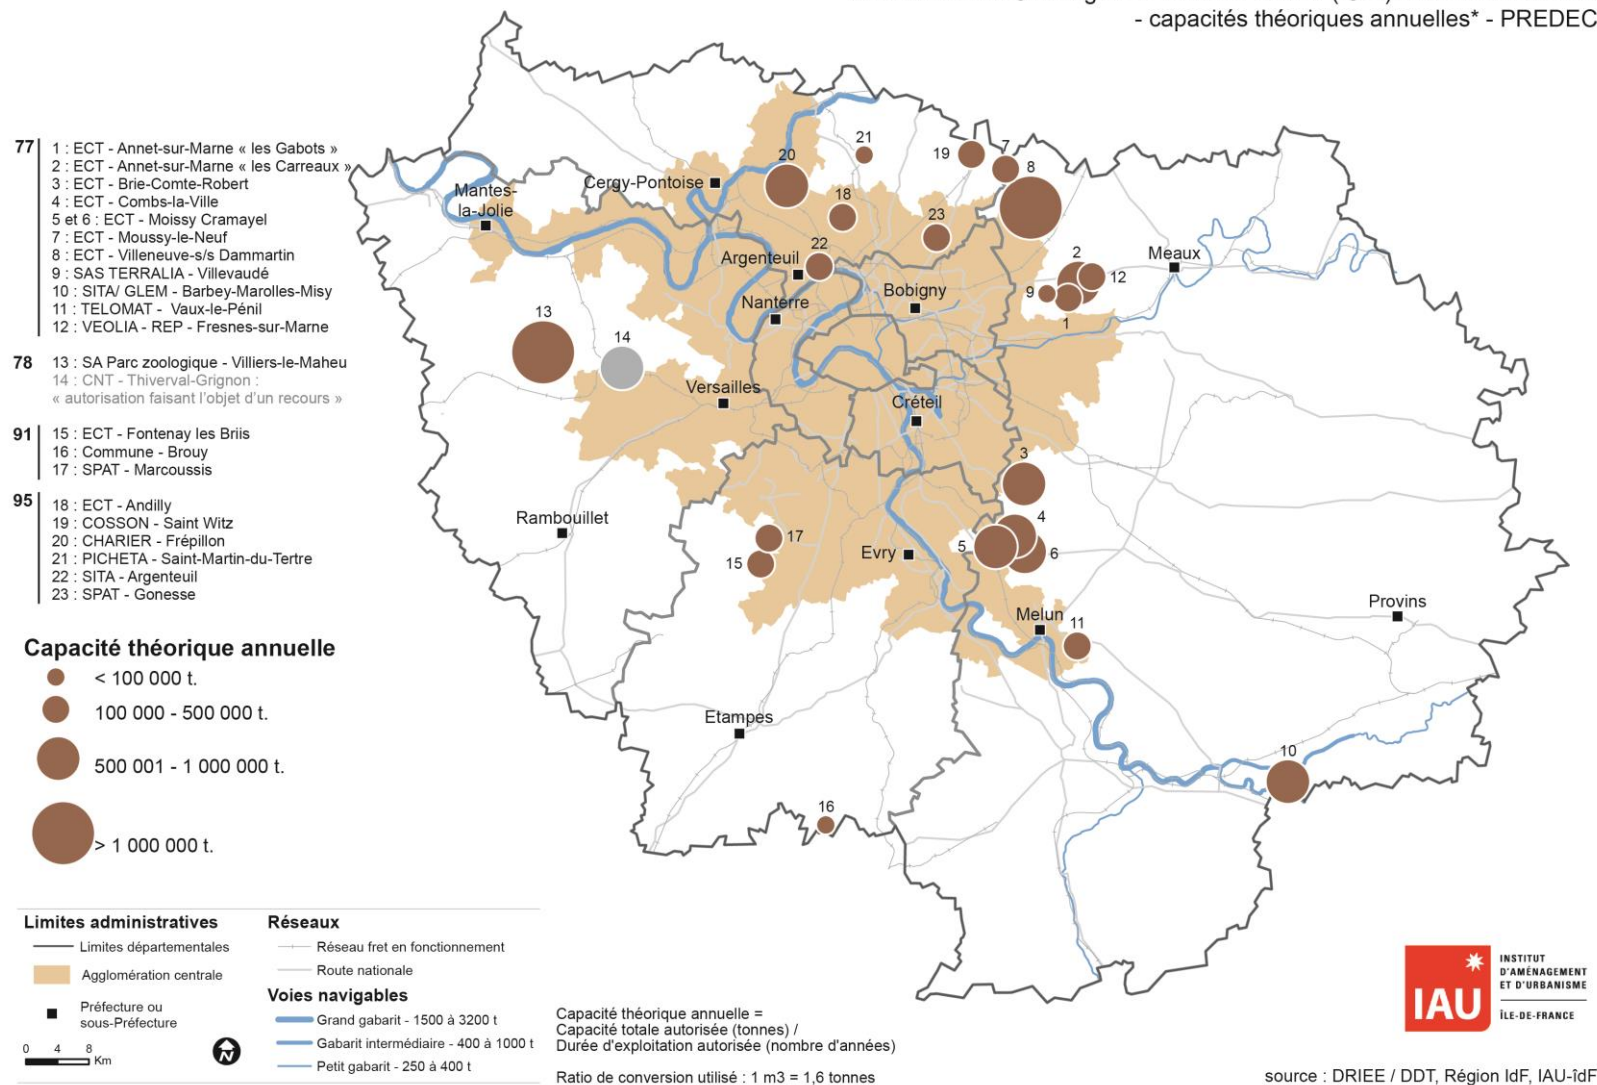 - capacités théoriques annuelles* - PREDEC
77
1 : ECT - Annet-sur-Marne « les Gabots »
2 : ECT - Annet-sur-Marne « les Carreaux »
3 : ECT - Brie-Comte-Robert
4 : ECT - Combs-la-Ville
5 et 6 : ECT - Moissy Cramayel
7 : ECT - Moussy-le-Neuf
8 : ECT - Villeneuve-s/s Dammartin
9 : SAS TERRALIA - Villevaudé
10 : SITA/ GLEM - Barbey-Marolles-Misy
11 : TELOMAT - Vaux-le-Pénil
12 : VEOLIA - REP - Fresnes-sur-Marne
78
13 : SA Parc zoologique - Villiers-le-Maheu
14 : CNT - Thiverval-Grignon :
« autorisation faisant l'objet d'un recours »
91
15 : ECT - Fontenay les Briis
16 : Commune - Brouy
17 : SPAT - Marcoussis
95
18 : ECT - Andilly
19 : COSSON - Saint Witz
20 : CHARIER - Frépillon
21 : PICHETA - Saint-Martin-du-Tertre
22 : SITA - Argenteuil
23 : SPAT - Gonesse
Capacité théorique annuelle
< 100 000 t.
100 000 - 500 000 t.
500 001 - 1 000 000 t.
> 1 000 000 t.
21
19
7
20
8
Cergy-Pontoise
Mantes-
la-Jolie
18
23
22
2
Meaux
Argenteuil
12
Bobigny
9
Nanterre
1
13
14
Versailles
Créteil
3
Rambouillet
4
17
5
Evry
6
15
Provins
Melun
11
Etampes
10
16
Limites administratives
Limites départementales
Agglomération centrale
Préfecture ou
sous-Préfecture
0 4 8
Km
N
Réseaux
Réseau fret en fonctionnement
Route nationale
Voies navigables
Grand gabarit - 1500 à 3200 t
Gabarit intermédiaire - 400 à 1000 t
Petit gabarit - 250 à 400 t
Capacité théorique annuelle =
Capacité totale autorisée (tonnes) /
Durée d'exploitation autorisée (nombre d'années)
Ratio de conversion utilisé : 1 m3 = 1,6 tonnes
IAU
INSTITUT
D'AMÉNAGEMENT
ET D'URBANISME
ÎLE-DE-FRANCE
source : DRIEE / DDT, Région IdF, IAU-îdF